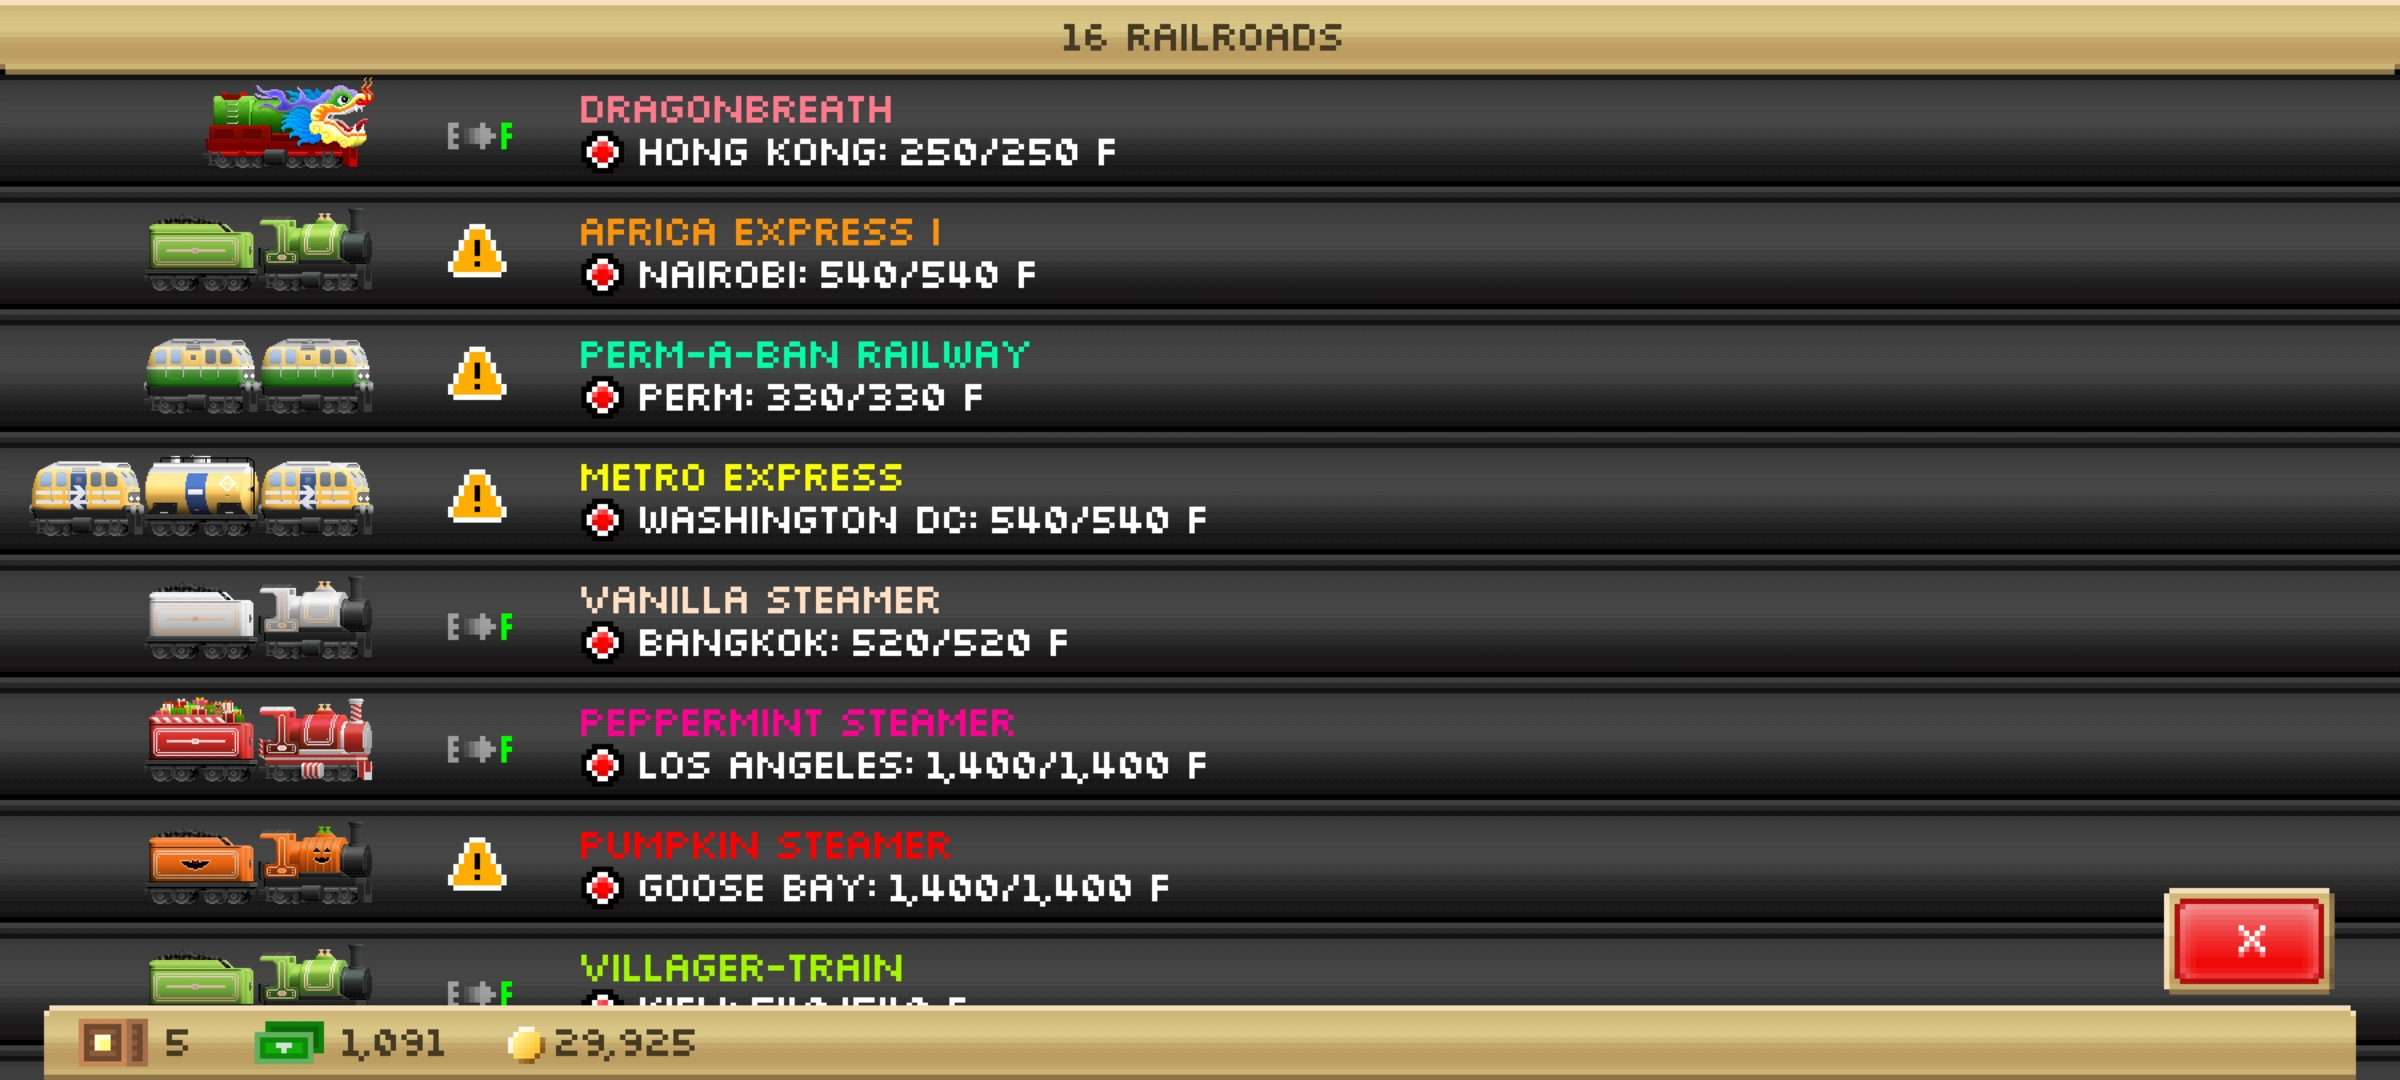 16 RAILROADS
DRAGONBREATH
E F
HONG KONG: 250/250 F
AFRICA EXPRESS I
!
NAIROBI: 540/540 F
PERM-A-BAN RAILWAY
!
PERM: 330/330 F
METRO EXPRESS
!
WASHINGTON DC: 540/540 F
VANILLA STEAMER
E F
BANGKOK: 520/520 F
PEPPERMINT STEAMER
E F
LOS ANGELES: 1,400/1,400 F
PUMPKIN STEAMER
!
GOOSE BAY: 1,400/1,400 F
X
VILLAGER-TRAIN
E F
5 1,091 29,925